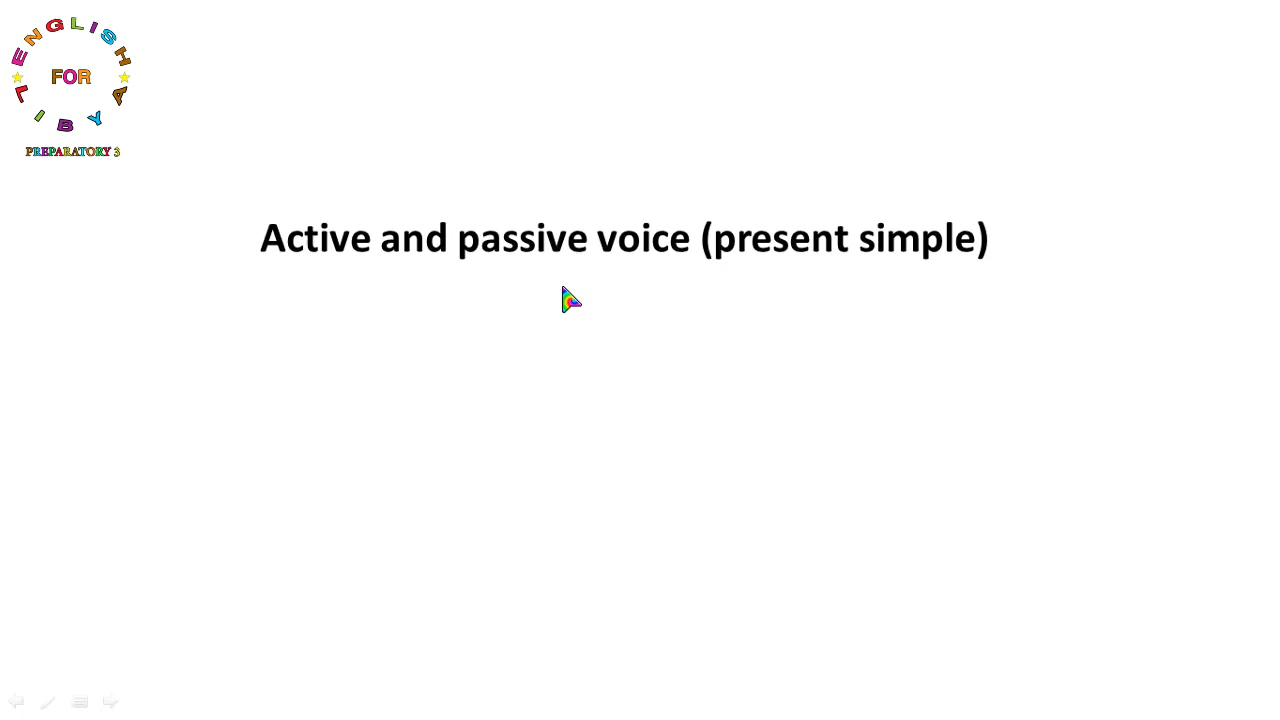 ENGLISH
FOR
LIBYA
PREPARATORY 3
Active and passive voice (present simple)